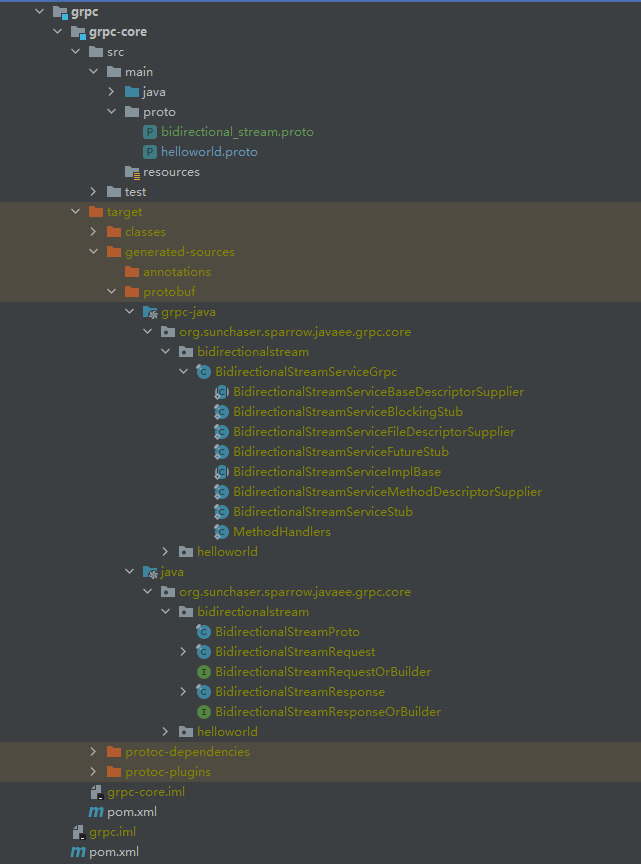 grpc
grpc-core
src
main
java
proto
bidirectional_stream.proto
helloworld.proto
resources
test
target
classes
generated-sources
annotations
protobuf
grpc-java
org.sunchaser.sparrow.javaee.grpc.core
bidirectionalstream
BidirectionalStreamServiceGrpc
BidirectionalStreamServiceBaseDescriptorSupplier
BidirectionalStreamServiceBlockingStub
BidirectionalStreamServiceFileDescriptorSupplier
BidirectionalStreamServiceFutureStub
BidirectionalStreamServiceImplBase
BidirectionalStreamServiceMethodDescriptorSupplier
BidirectionalStreamServiceStub
MethodHandlers
helloworld
java
org.sunchaser.sparrow.javaee.grpc.core
bidirectionalstream
BidirectionalStreamProto
BidirectionalStreamRequest
BidirectionalStreamRequestOrBuilder
BidirectionalStreamResponse
BidirectionalStreamResponseOrBuilder
helloworld
protoc-dependencies
protoc-plugins
grpc-core.iml
pom.xml
grpc.iml
pom.xml